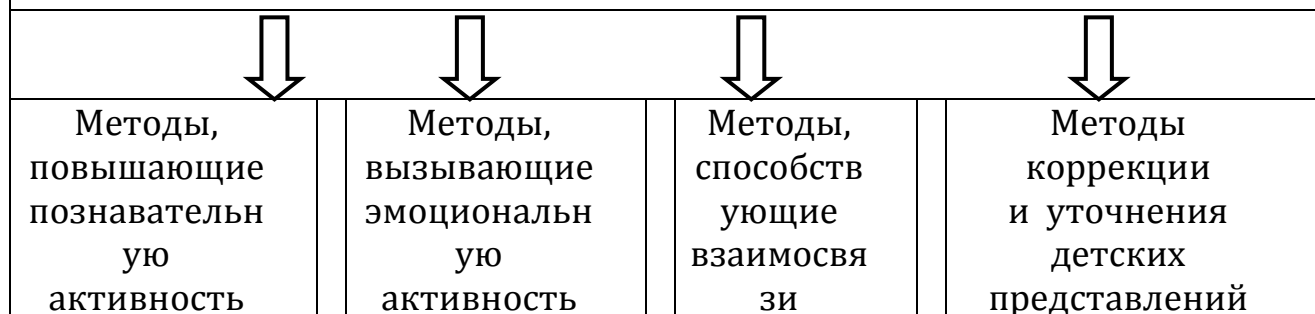 Методы,
повышающие
познавательн
ую
активность
Методы,
вызывающие
эмоциональн
ую
активность
Методы,
способств
ующие
взаимосвя
зи
Методы
коррекции
и уточнения
детских
представлений